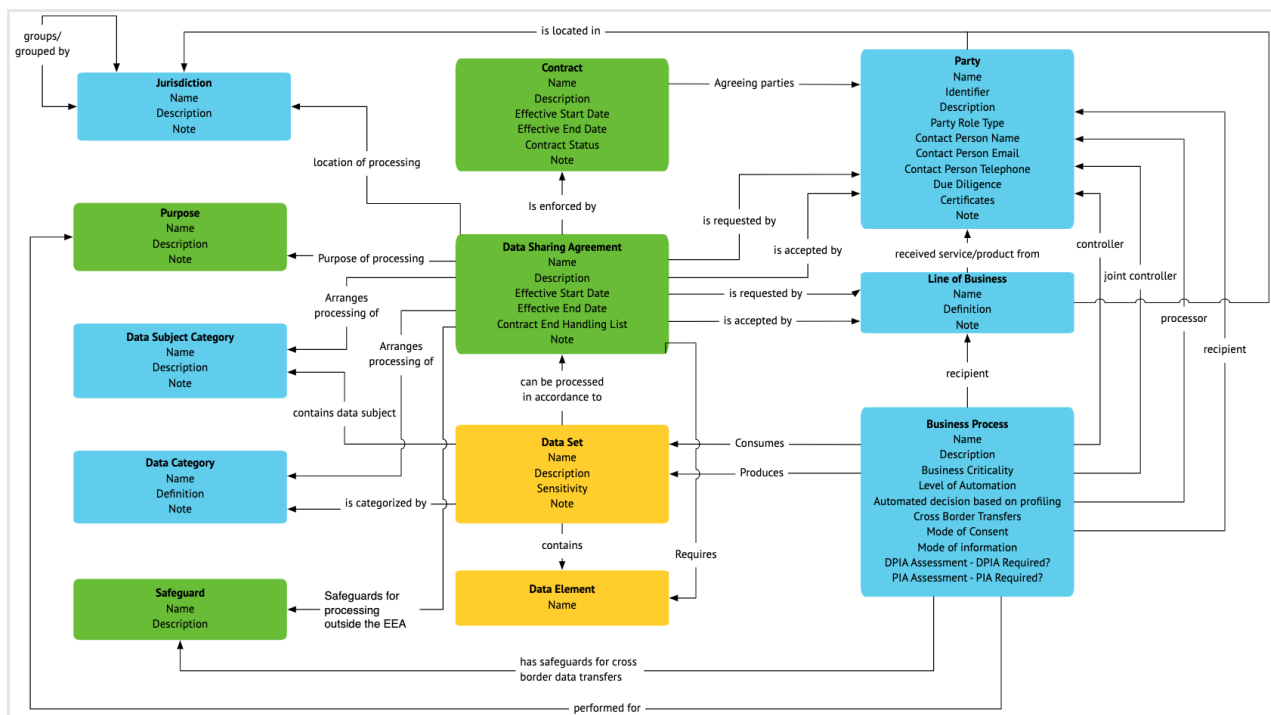 groups/
grouped by
is located in
Jurisdiction
Name
Description
Note
Contract
Name
Description
Effective Start Date
Effective End Date
Contract Status
Note
Agreeing parties
Party
Name
Identifier
Description
Party Role Type
Contact Person Name
Contact Person Email
Contact Person Telephone
Due Diligence
Certificates
Note
location of processing
Is enforced by
is requested by
is accepted by
Purpose
Name
Description
Note
Purpose of processing
Data Sharing Agreement
Name
Description
Effective Start Date
Effective End Date
Contract End Handling List
Note
received service/product from
controller
joint controller
processor
recipient
is requested by
is accepted by
Line of Business
Name
Definition
Note
Arranges
processing of
Arranges
processing of
Data Subject Category
Name
Description
Note
can be processed
in accordance to
recipient
contains data subject
Data Set
Name
Description
Sensitivity
Note
Consumes
Produces
Business Process
Name
Description
Business Criticality
Level of Automation
Automated decision based on profiling
Cross Border Transfers
Mode of Consent
Mode of information
DPIA Assessment - DPIA Required?
PIA Assessment - PIA Required?
Data Category
Name
Definition
Note
is categorized by
contains
Requires
Data Element
Name
Safeguard
Name
Description
Safeguards for
processing
outside the EEA
has safeguards for cross
border data transfers
performed for